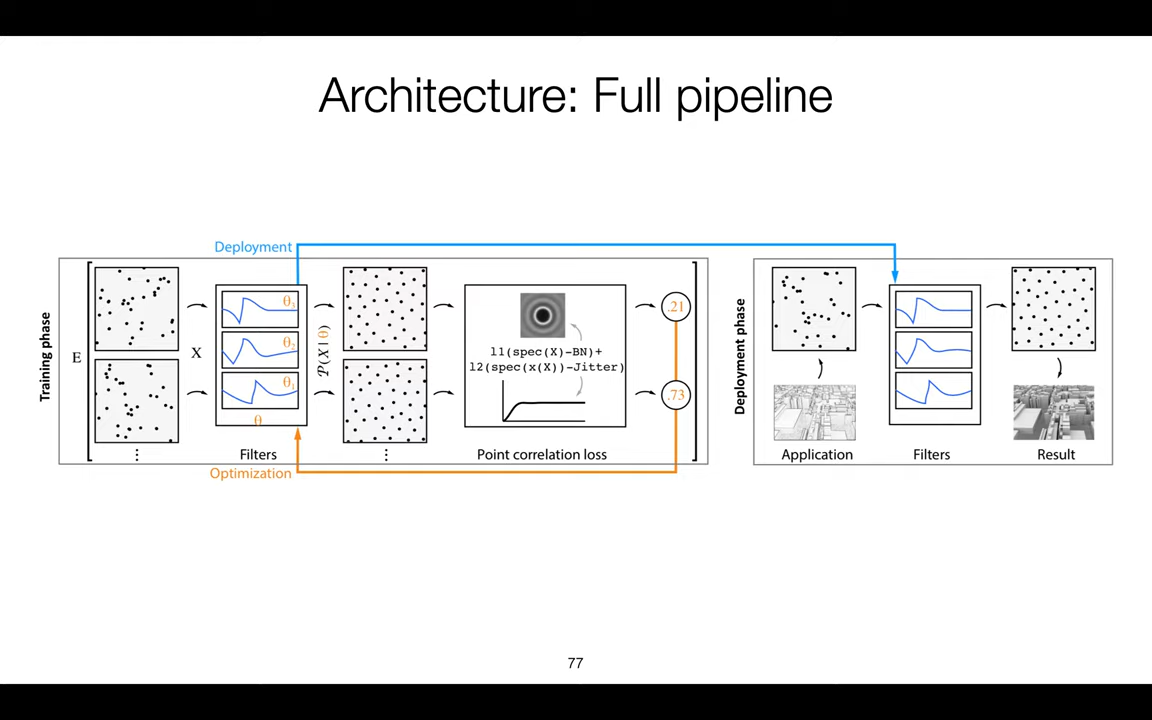 Architecture: Full pipeline
Deployment
Training phase
E
X
θ3
θ2
θ1
θ
P(X|θ)
l1(spec(X)-BN)+
l2(spec(x(X))-Jitter)
.21
.73
⋮
Filters
⋮
Point correlation loss
Optimization
Deployment phase
Application
Filters
Result
77